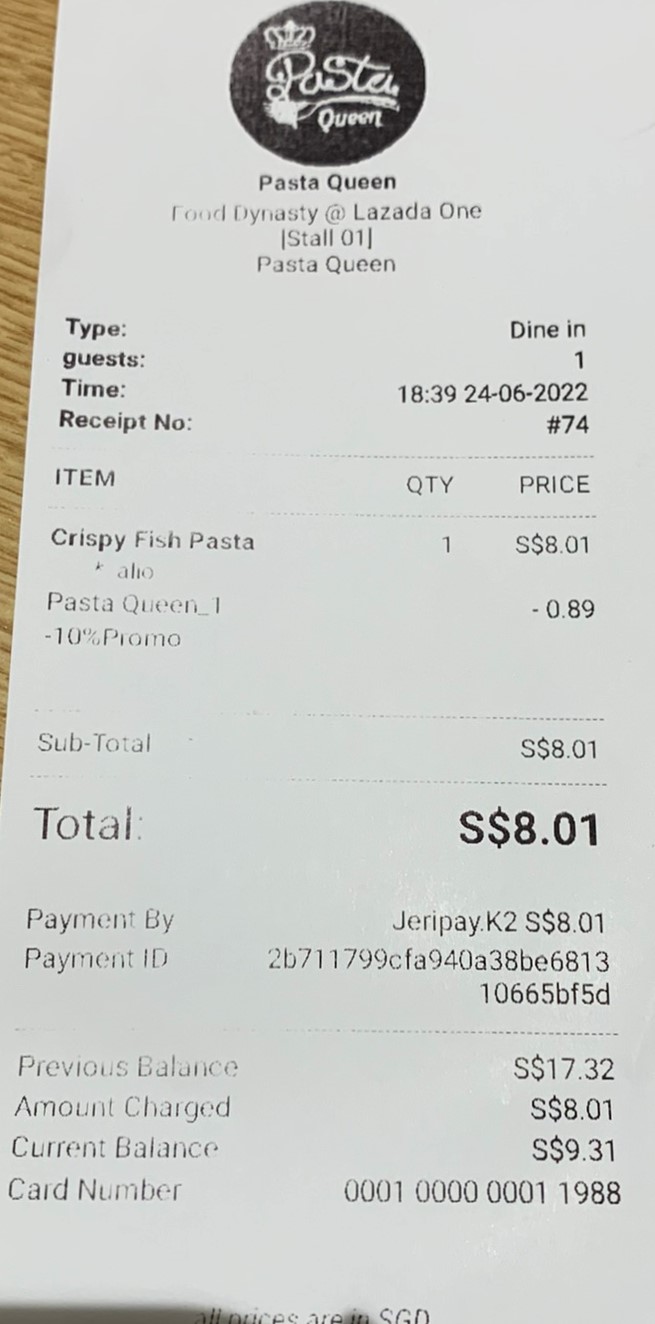 Pasta
Queen
Pasta Queen
Food Dynasty @ Lazada One
[Stall 01]
Pasta Queen
Type: Dine in
guests: 1
Time: 18:39 24-06-2022
Receipt No: #74
ITEM QTY PRICE
Crispy Fish Pasta 1 S$8.01
* alio
Pasta Queen_1 - 0.89
-10%Promo
Sub-Total S$8.01
Total: S$8.01
Payment By Jeripay.K2 S$8.01
Payment ID 2b711799cfa940a38be6813
10665bf5d
Previous Balance S$17.32
Amount Charged S$8.01
Current Balance S$9.31
Card Number 0001 0000 0001 1988
all prices are in SGD